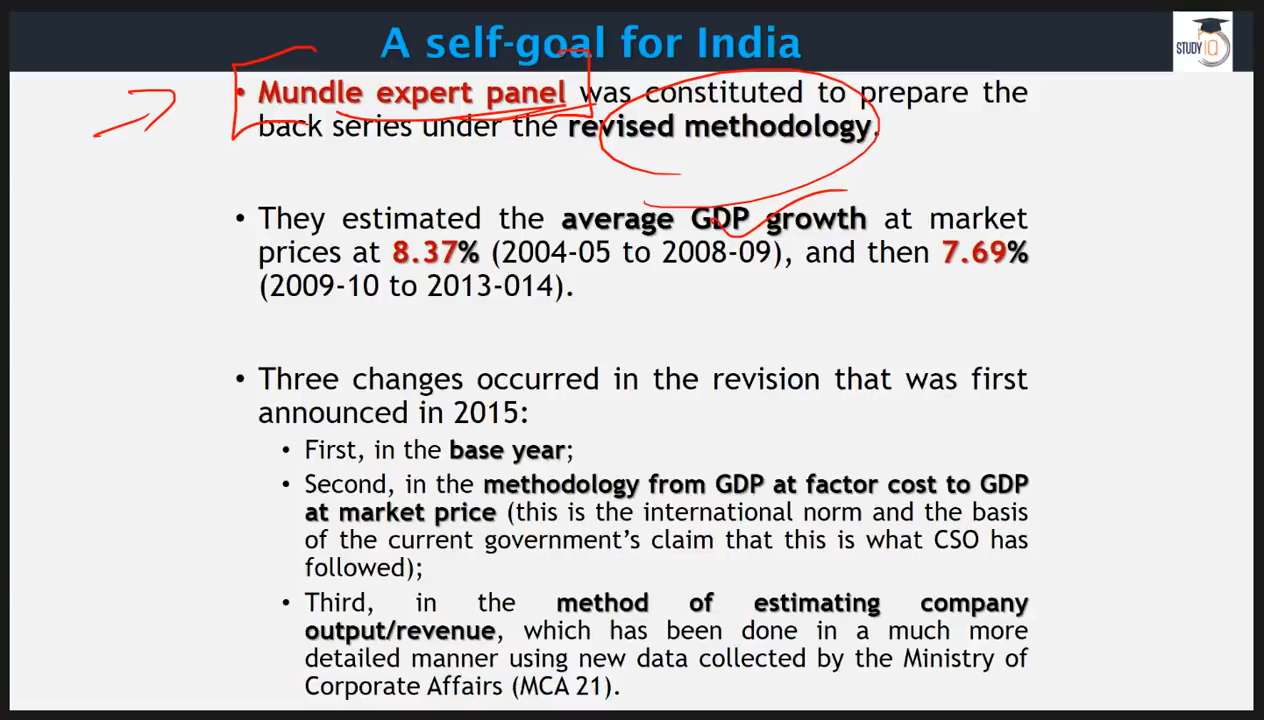 A self-goal for India
STUDY IQ
• Mundle expert panel was constituted to prepare the
back series under the revised methodology.
• They estimated the average GDP growth at market
prices at 8.37% (2004-05 to 2008-09), and then 7.69%
(2009-10 to 2013-014).
• Three changes occurred in the revision that was first
announced in 2015:
• First, in the base year;
• Second, in the methodology from GDP at factor cost to GDP
at market price (this is the international norm and the basis
of the current government’s claim that this is what CSO has
followed);
• Third, in the method of estimating company
output/revenue, which has been done in a much more
detailed manner using new data collected by the Ministry of
Corporate Affairs (MCA 21).